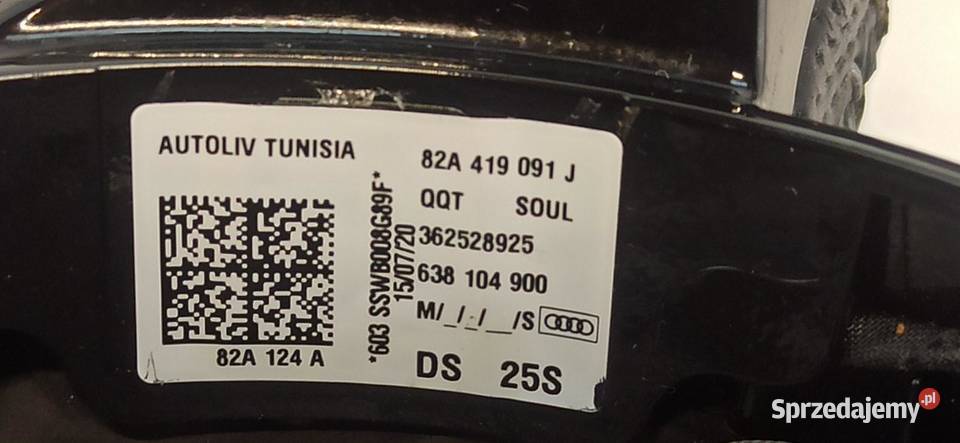 AUTOLIV TUNISIA
82A 124 A
*603 SSWB008G89F*
15/07/20
82A 419 091 J
QQT SOUL
362528925
638 104 900
M/_/_/__/S
DS 25S
Sprzedajemy.pl